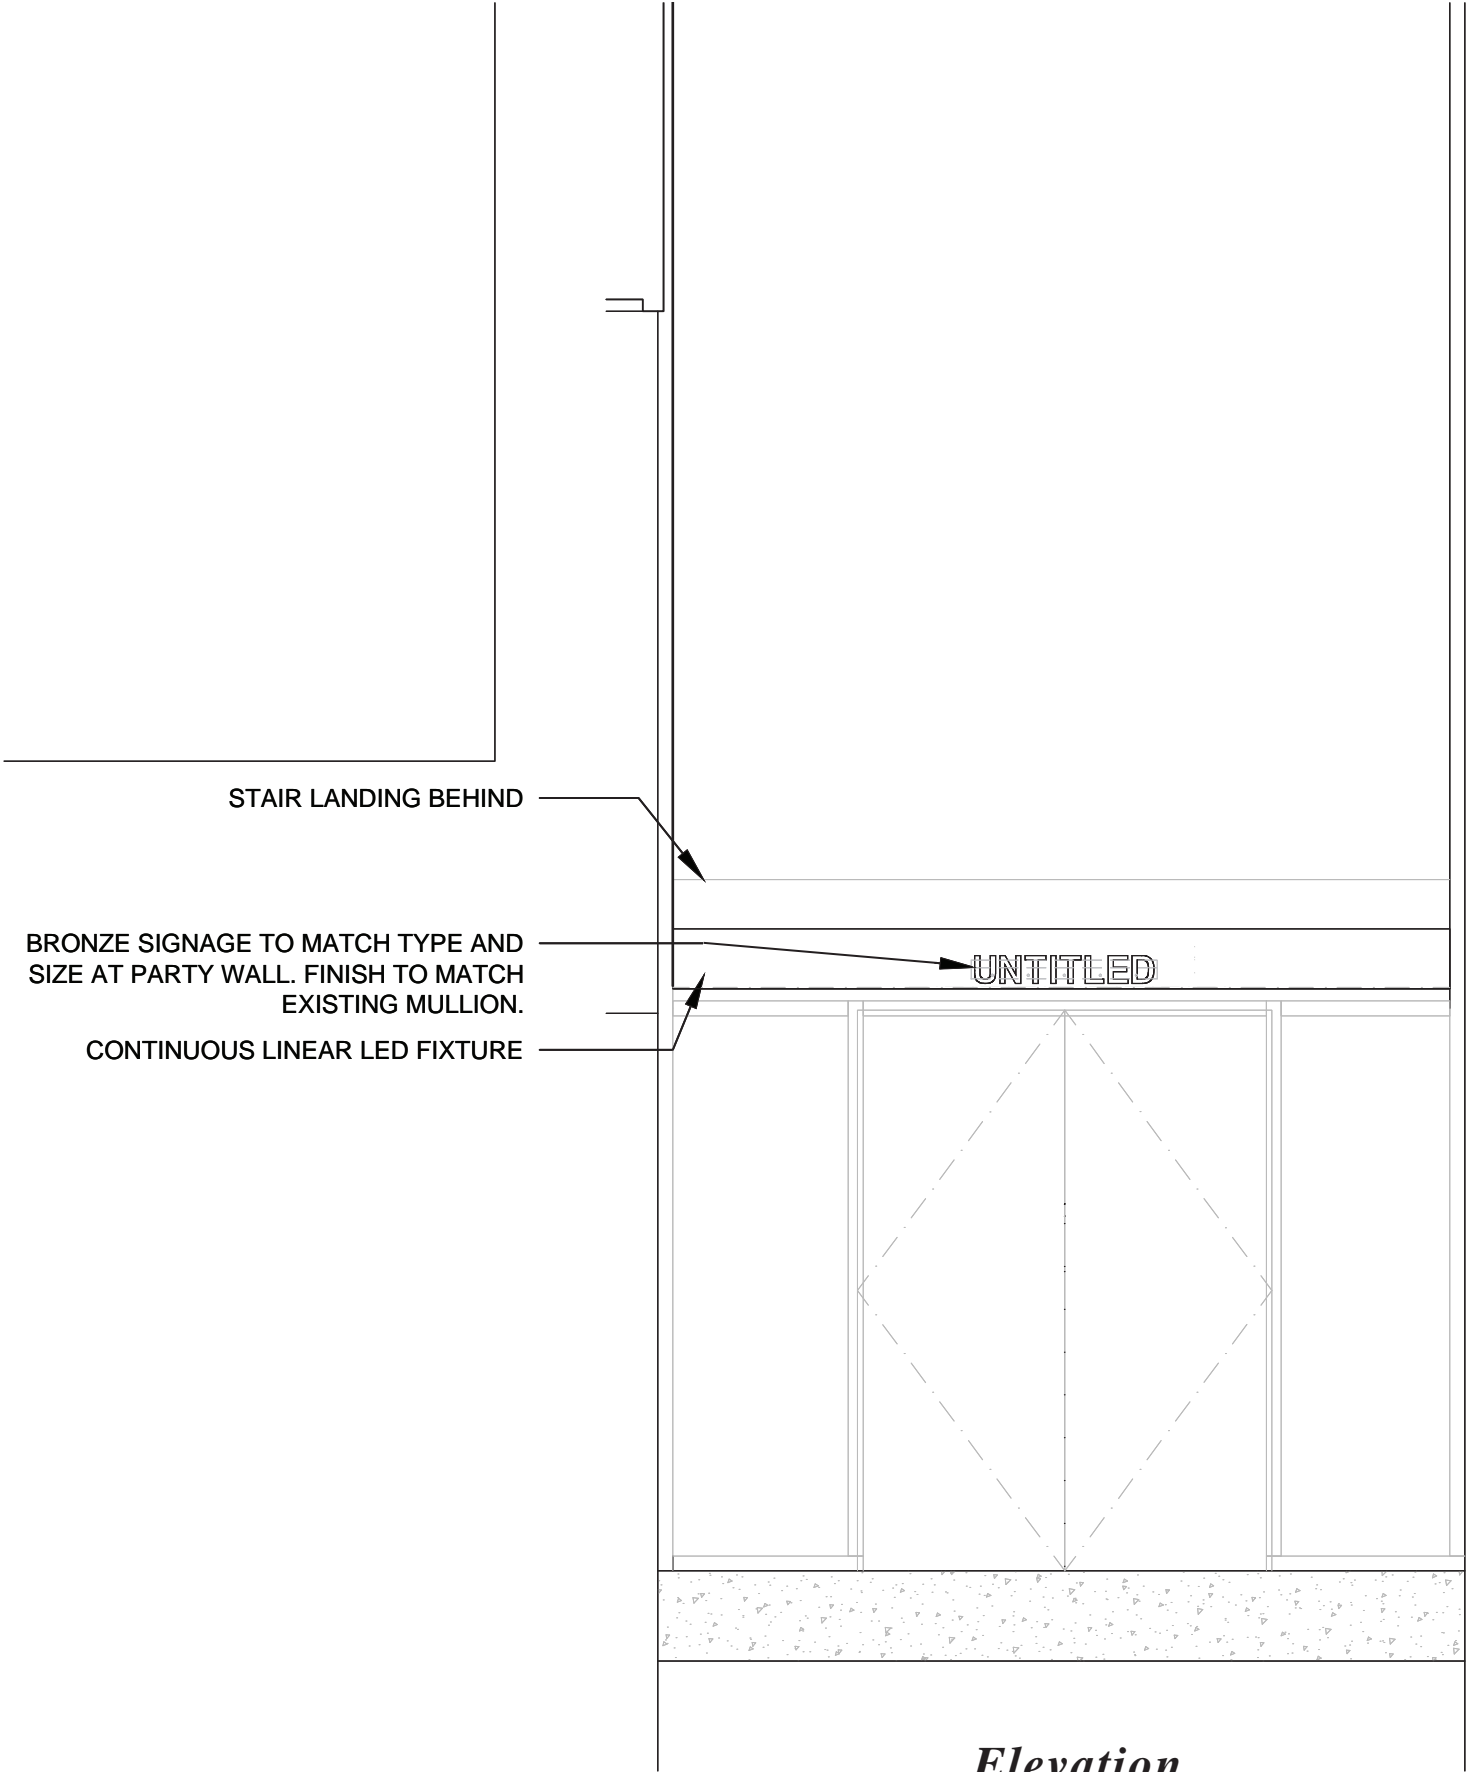 STAIR LANDING BEHIND
BRONZE SIGNAGE TO MATCH TYPE AND
SIZE AT PARTY WALL. FINISH TO MATCH
EXISTING MULLION.
UNTITLED
CONTINUOUS LINEAR LED FIXTURE
Elevation